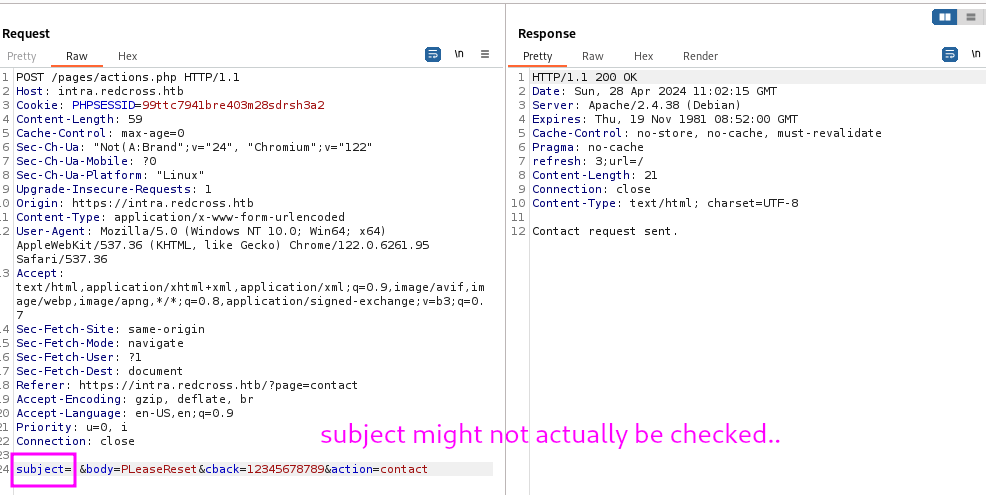 Request
Pretty Raw Hex
\n
1 POST /pages/actions.php HTTP/1.1
2 Host: intra.redcross.htb
3 Cookie: PHPSESSID=99ttc7941bre403m28sdrsh3a2
4 Content-Length: 59
5 Cache-Control: max-age=0
6 Sec-Ch-Ua: "Not(A:Brand";v="24", "Chromium";v="122"
7 Sec-Ch-Ua-Mobile: ?0
8 Sec-Ch-Ua-Platform: "Linux"
9 Upgrade-Insecure-Requests: 1
10 Origin: https://intra.redcross.htb
11 Content-Type: application/x-www-form-urlencoded
12 User-Agent: Mozilla/5.0 (Windows NT 10.0; Win64; x64)
AppleWebKit/537.36 (KHTML, like Gecko) Chrome/122.0.6261.95
Safari/537.36
13 Accept:
text/html,application/xhtml+xml,application/xml;q=0.9,image/avif,im
age/webp,image/apng,*/*;q=0.8,application/signed-exchange;v=b3;q=0.
7
14 Sec-Fetch-Site: same-origin
15 Sec-Fetch-Mode: navigate
16 Sec-Fetch-User: ?1
17 Sec-Fetch-Dest: document
18 Referer: https://intra.redcross.htb/?page=contact
19 Accept-Encoding: gzip, deflate, br
20 Accept-Language: en-US,en;q=0.9
21 Priority: u=0, i
22 Connection: close
23
24 subject= &body=PLeaseReset&cback=12345678789&action=contact
Response
Pretty Raw Hex Render
\n
1 HTTP/1.1 200 OK
2 Date: Sun, 28 Apr 2024 11:02:15 GMT
3 Server: Apache/2.4.38 (Debian)
4 Expires: Thu, 19 Nov 1981 08:52:00 GMT
5 Cache-Control: no-store, no-cache, must-revalidate
6 Pragma: no-cache
7 refresh: 3;url=/
8 Content-Length: 21
9 Connection: close
10 Content-Type: text/html; charset=UTF-8
11
12 Contact request sent.
subject might not actually be checked..